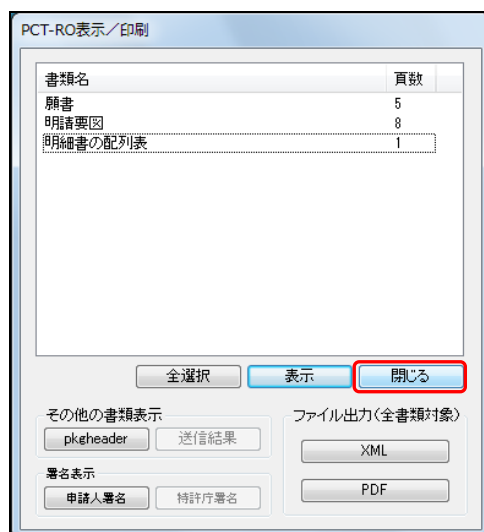 PCT-RO表示／印刷
書類名 頁数
願書 5
明請要図 8
明細書の配列表 1
全選択 表示 閉じる
その他の書類表示 ファイル出力(全書類対象)
pkgheader 送信結果 XML
署名表示
申請人署名 特許庁署名 PDF